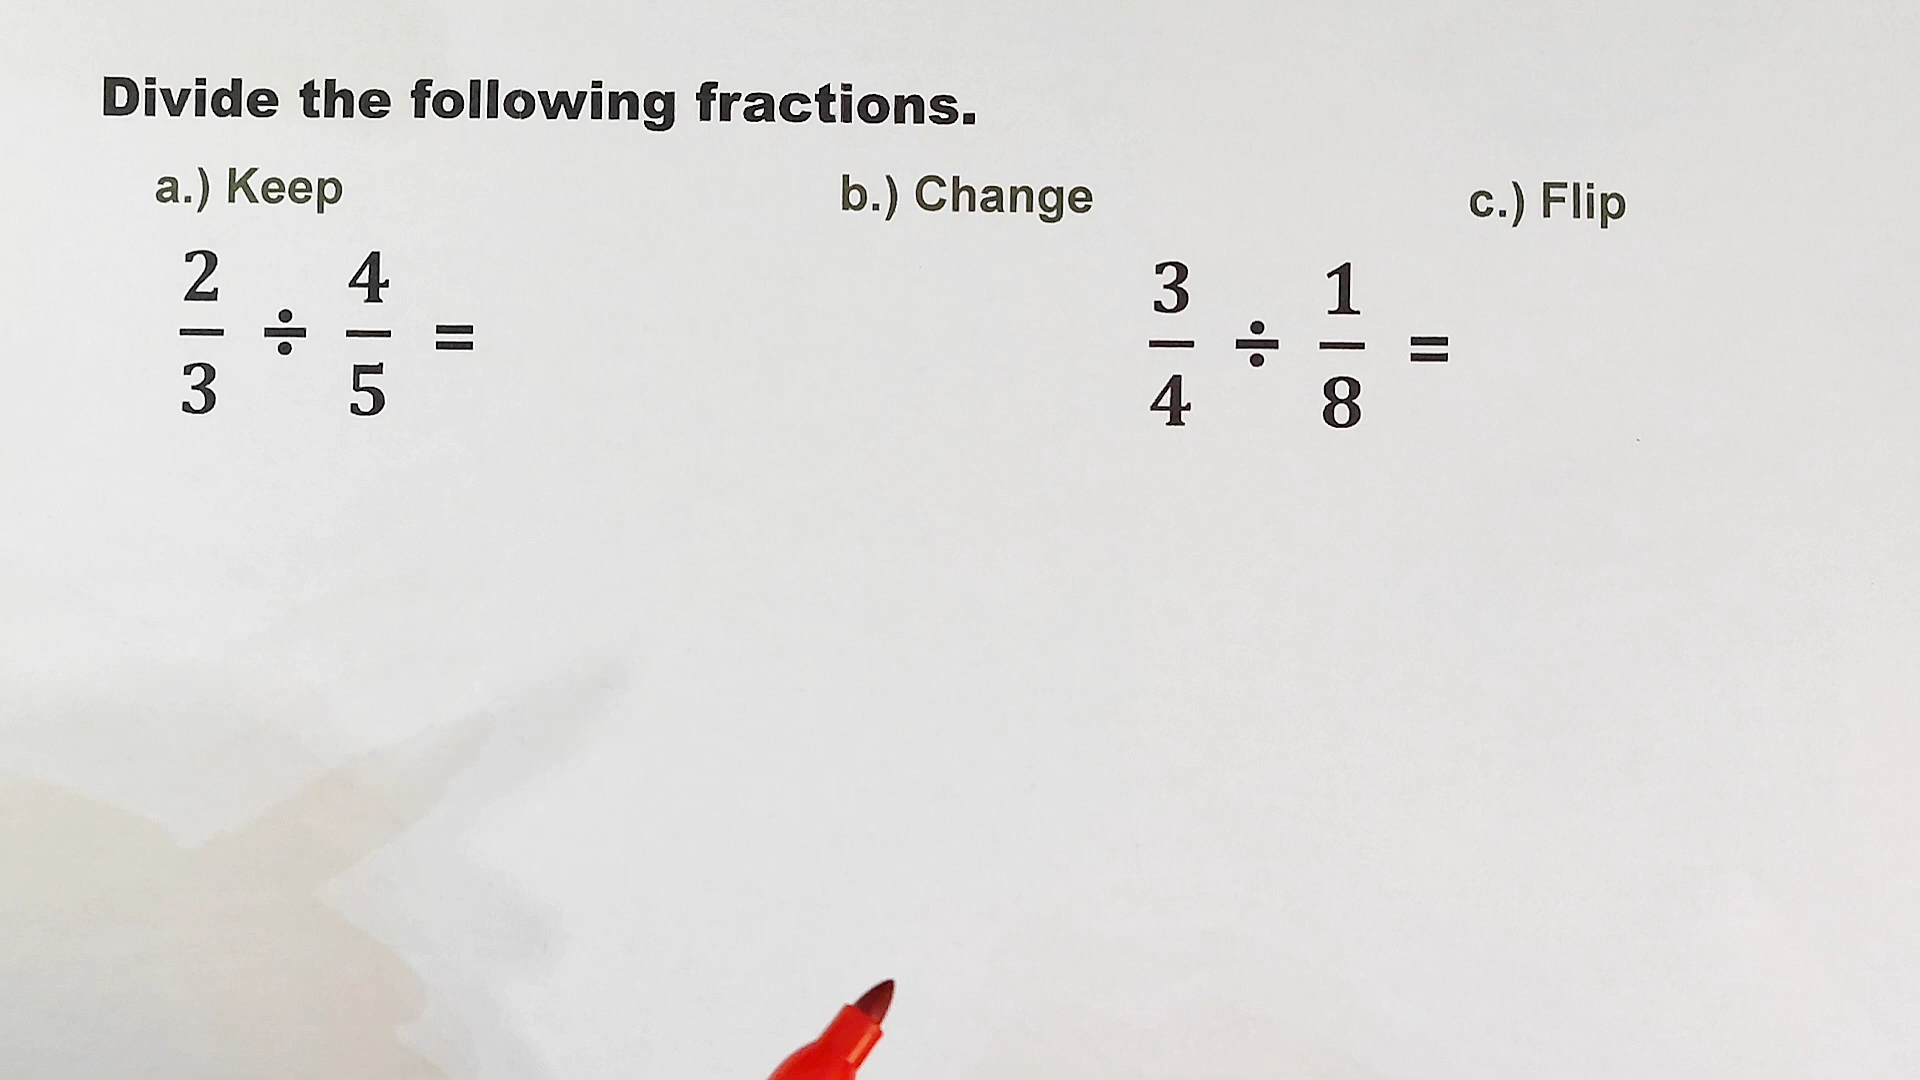 Divide the following fractions.
a.) Keep b.) Change c.) Flip
2/3 ÷ 4/5 = 3/4 ÷ 1/8 =